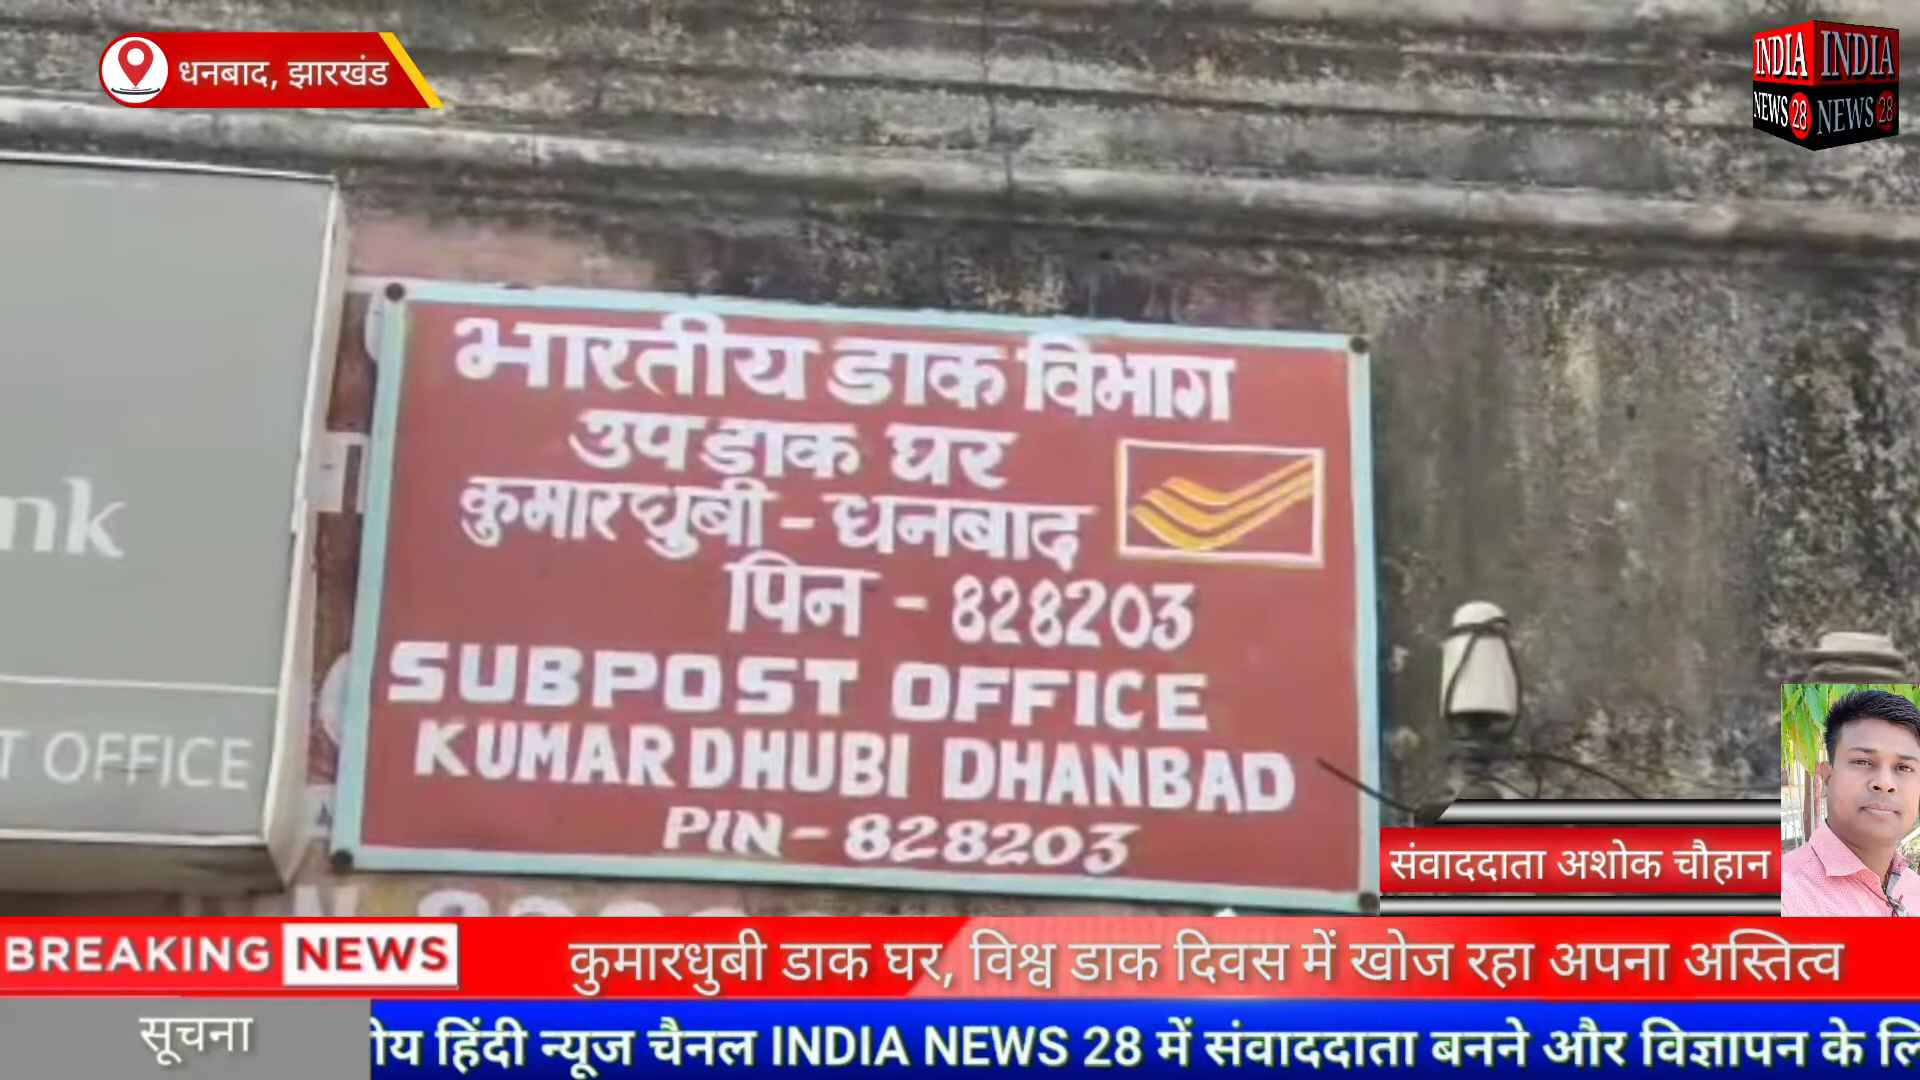 धनबाद, झारखंड
INDIA INDIA
NEWS 28 NEWS 28
भारतीय डाक विभाग
उप डाक घर
कुमारधुबी - धनबाद
पिन - 828203
SUBPOST OFFICE
KUMARDHUBI DHANBAD
PIN - 828203
nk
T OFFICE
संवाददाता अशोक चौहान
BREAKING NEWS
कुमारधुबी डाक घर, विश्व डाक दिवस में खोज रहा अपना अस्तित्व
सूचना
ीय हिंदी न्यूज चैनल INDIA NEWS 28 में संवाददाता बनने और विज्ञापन के लि